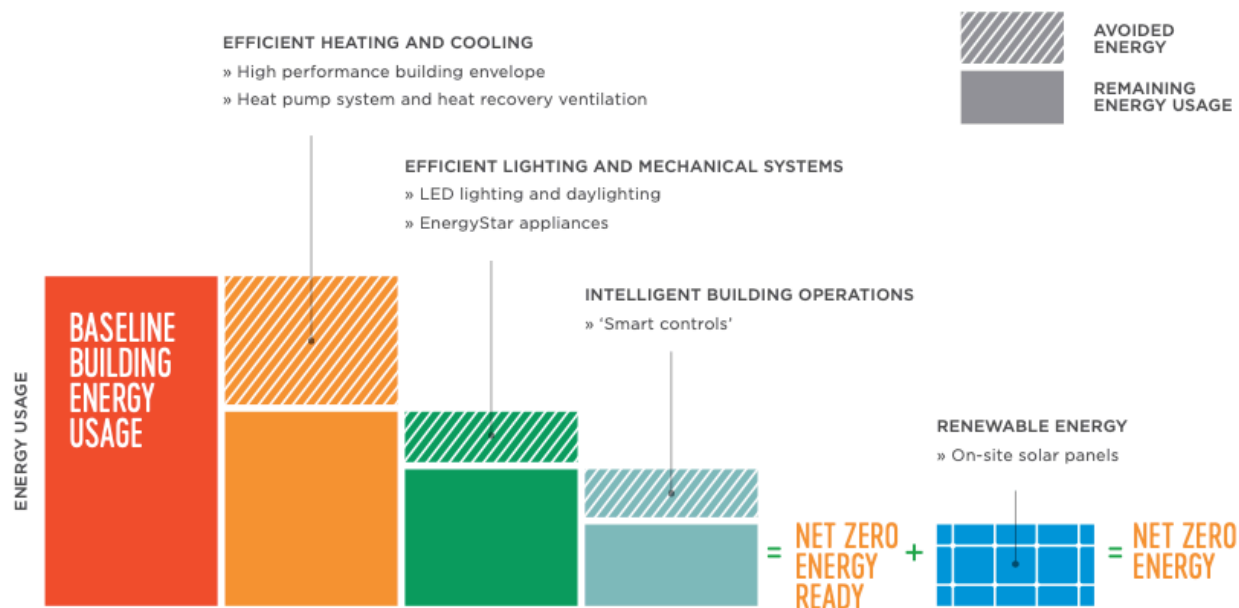 EFFICIENT HEATING AND COOLING
» High performance building envelope
» Heat pump system and heat recovery ventilation
AVOIDED
ENERGY
REMAINING
ENERGY USAGE
EFFICIENT LIGHTING AND MECHANICAL SYSTEMS
» LED lighting and daylighting
» EnergyStar appliances
INTELLIGENT BUILDING OPERATIONS
» ‘Smart controls’
ENERGY USAGE
BASELINE
BUILDING
ENERGY
USAGE
RENEWABLE ENERGY
» On-site solar panels
=
NET ZERO
ENERGY
READY
+
=
NET ZERO
ENERGY